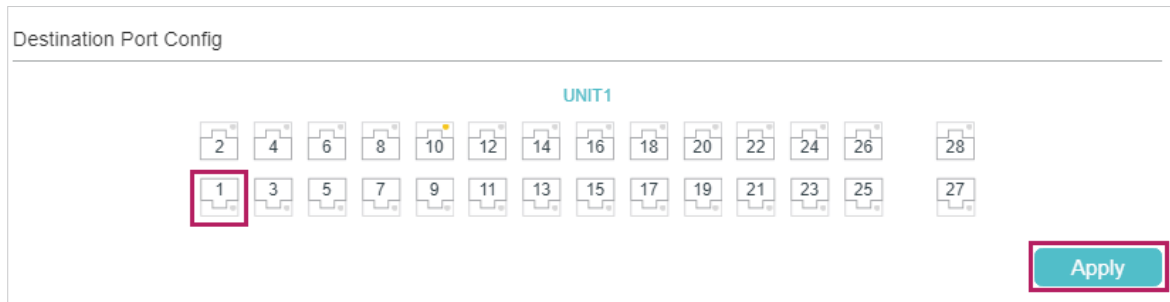 Destination Port Config
UNIT1
2 4 6 8 10 12 14 16 18 20 22 24 26 28
1 3 5 7 9 11 13 15 17 19 21 23 25 27
Apply